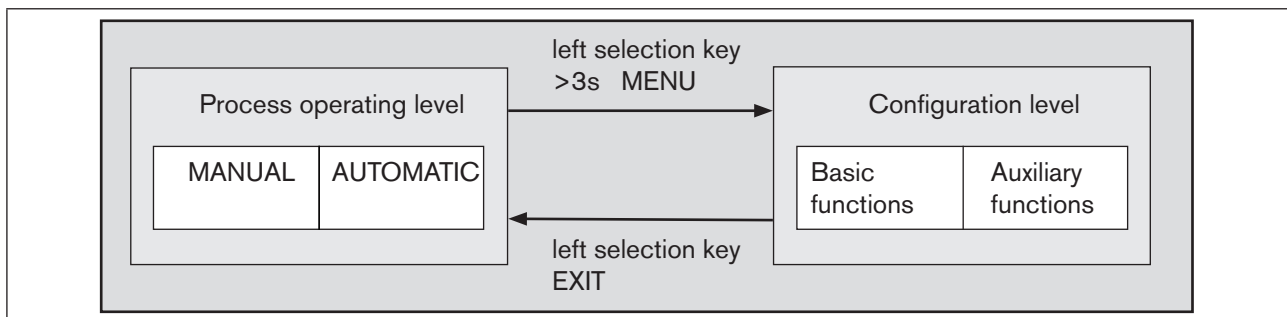 left selection key
>3s MENU
Process operating level
Configuration level
MANUAL
AUTOMATIC
Basic
functions
Auxiliary
functions
left selection key
EXIT